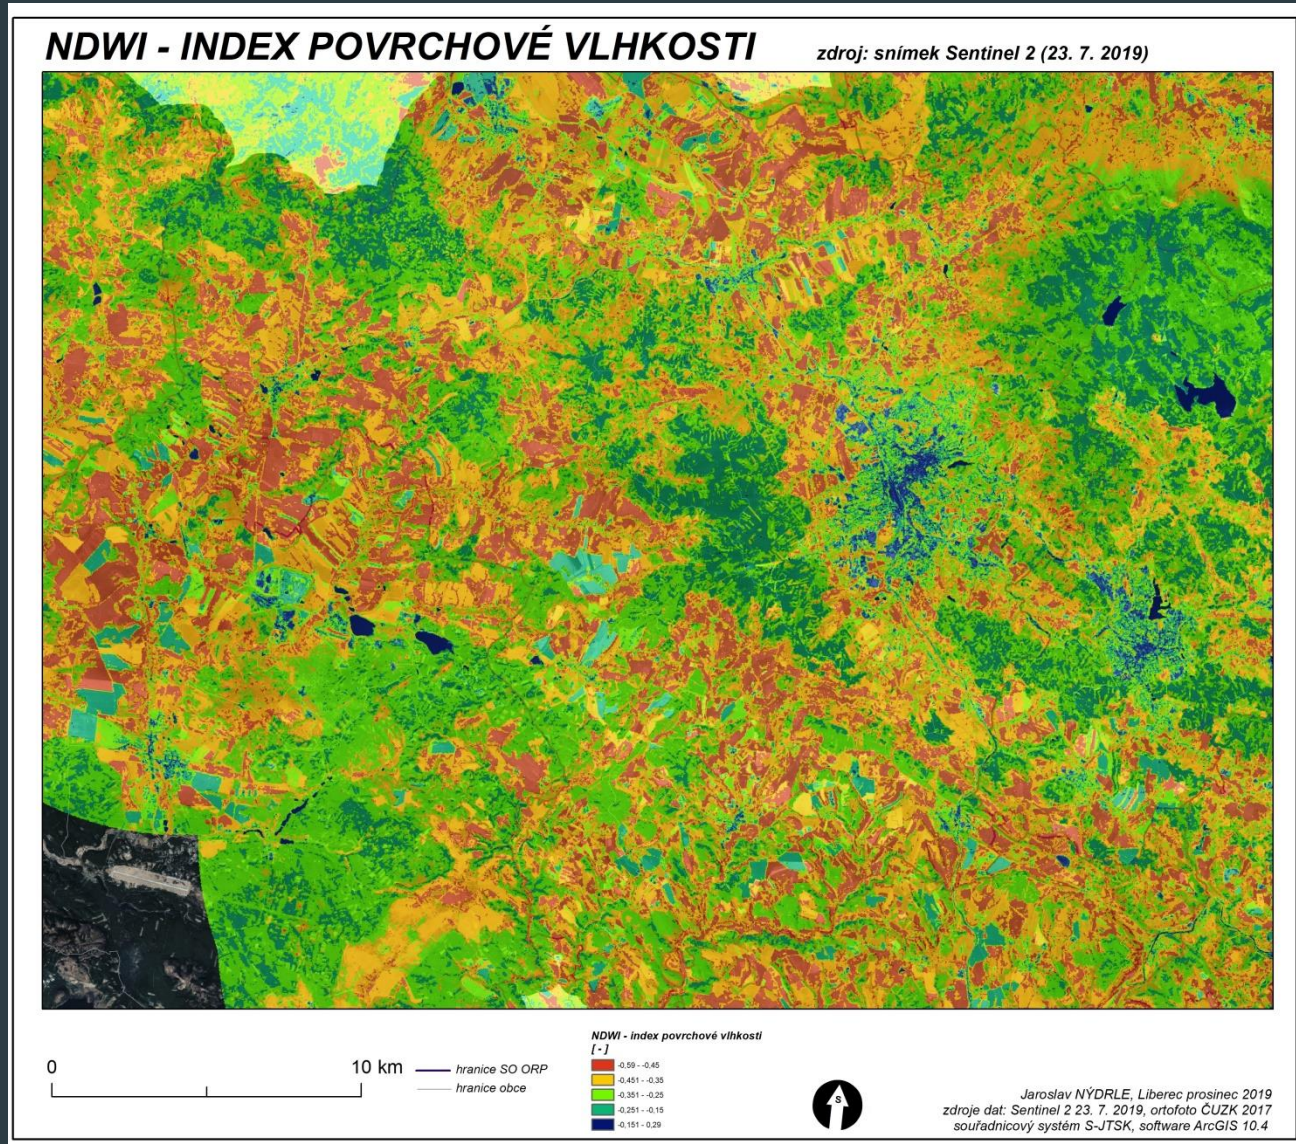 NDWI - INDEX POVRCHOVÉ VLHKOSTI
zdroj: snímek Sentinel 2 (23. 7. 2019)
0 10 km
hranice SO ORP
hranice obce
NDWI - index povrchové vlhkosti
[ - ]
-0,59 - -0,45
-0,451 - -0,35
-0,351 - -0,25
-0,251 - -0,15
-0,151 - 0,29
S
Jaroslav NÝDRLE, Liberec prosinec 2019
zdroje dat: Sentinel 2 23. 7. 2019, ortofoto ČUZK 2017
souřadnicový systém S-JTSK, software ArcGIS 10.4